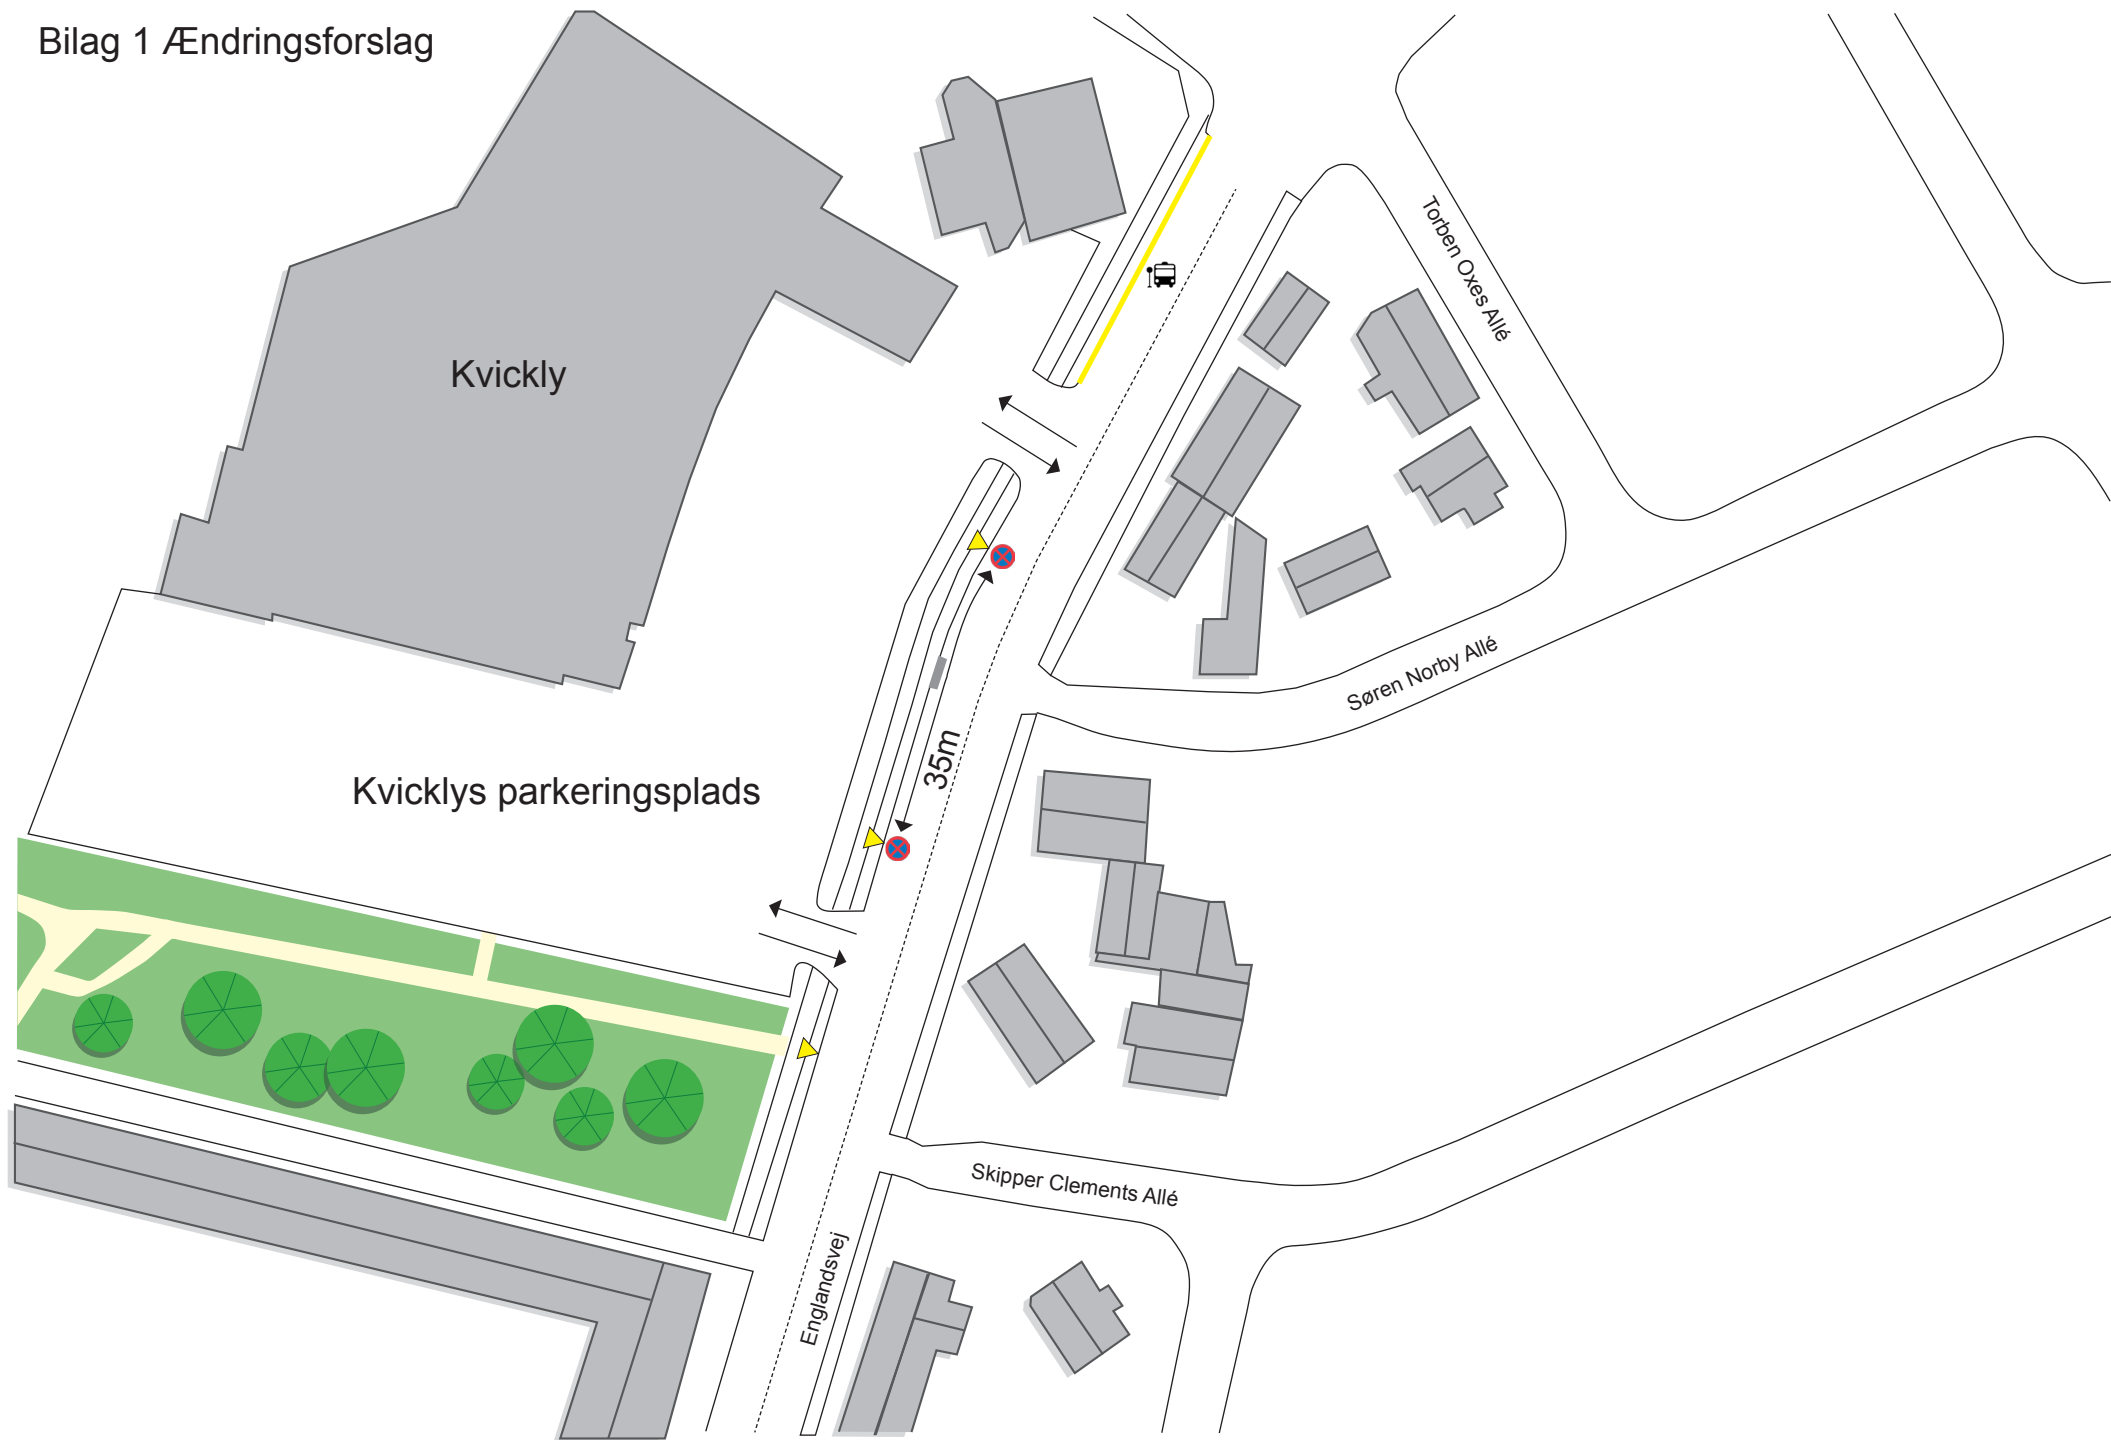 Bilag 1 Ændringsforslag
Kvickly
Torben Oxes Allé
Søren Norby Allé
35m
Kvicklys parkeringsplads
Skipper Clements Allé
Englandsvej